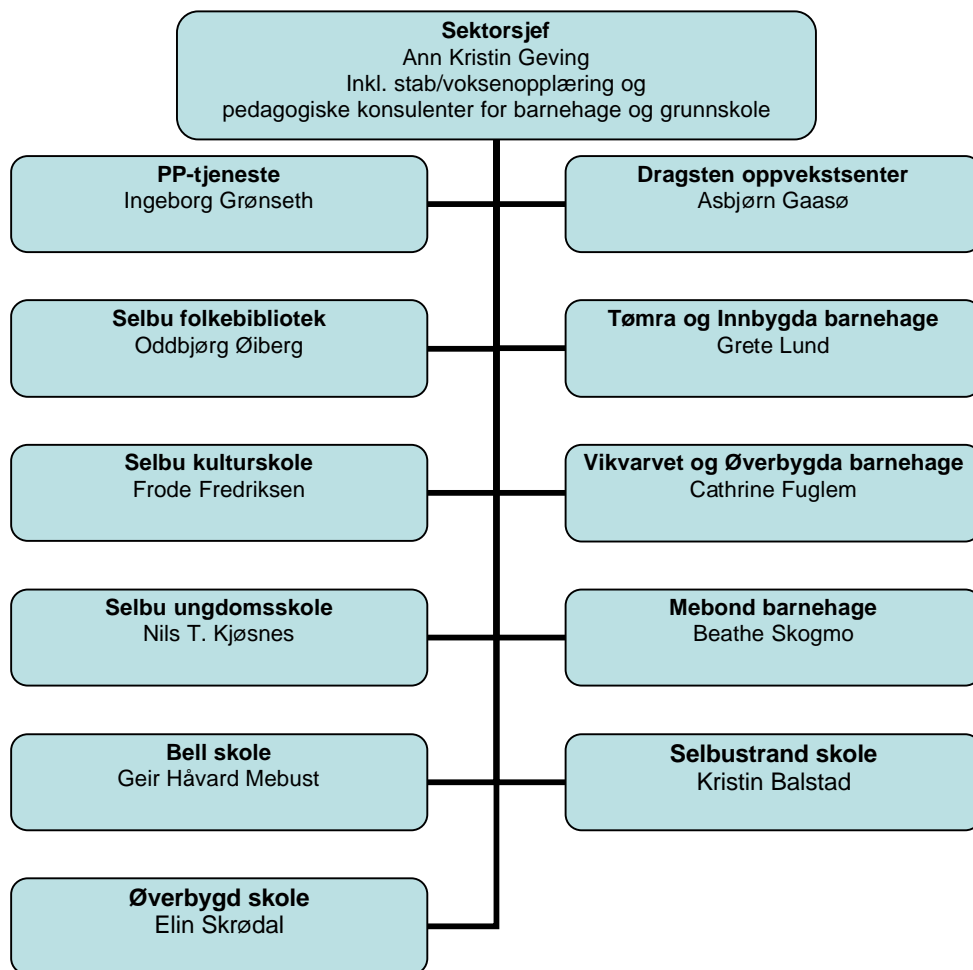 Sektorsjef
Ann Kristin Geving
Inkl. stab/voksenopplæring og
pedagogiske konsulenter for barnehage og grunnskole
PP-tjeneste
Ingeborg Grønseth
Dragsten oppvekstsenter
Asbjørn Gaasø
Selbu folkebibliotek
Oddbjørg Øiberg
Tømra og Innbygda barnehage
Grete Lund
Selbu kulturskole
Frode Fredriksen
Vikvarvet og Øverbygda barnehage
Cathrine Fuglem
Selbu ungdomsskole
Nils T. Kjøsnes
Mebond barnehage
Beathe Skogmo
Bell skole
Geir Håvard Mebust
Selbustrand skole
Kristin Balstad
Øverbygd skole
Elin Skrødal